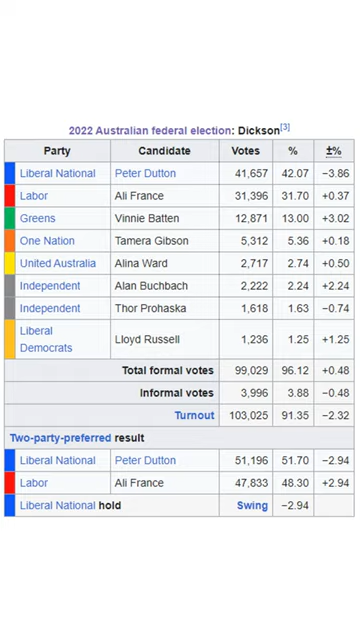 2022 Australian federal election: Dickson[3]
Party Candidate Votes % ±%
Liberal National Peter Dutton 41,657 42.07 −3.86
Labor Ali France 31,396 31.70 +0.37
Greens Vinnie Batten 12,871 13.00 +3.02
One Nation Tamera Gibson 5,312 5.36 +0.18
United Australia Alina Ward 2,717 2.74 +0.50
Independent Alan Buchbach 2,222 2.24 +2.24
Independent Thor Prohaska 1,618 1.63 −0.74
Liberal
Democrats Lloyd Russell 1,236 1.25 +1.25
Total formal votes 99,029 96.12 +0.48
Informal votes 3,996 3.88 −0.48
Turnout 103,025 91.35 −2.32
Two-party-preferred result
Liberal National Peter Dutton 51,196 51.70 −2.94
Labor Ali France 47,833 48.30 +2.94
Liberal National hold Swing −2.94